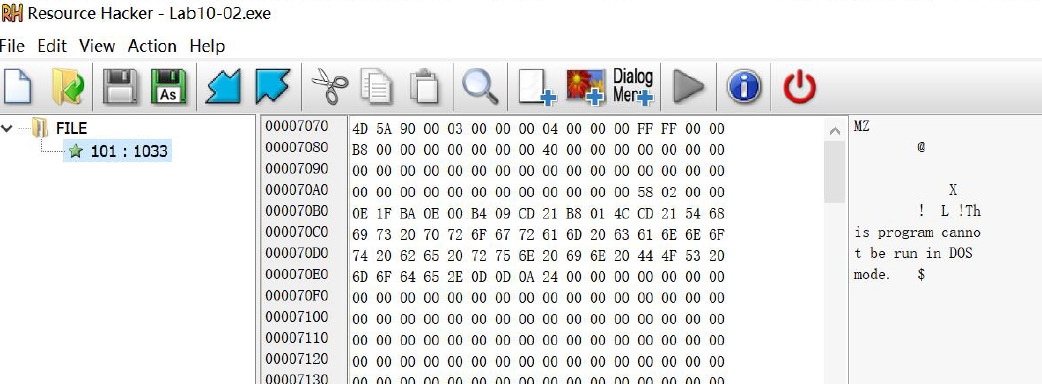 RH Resource Hacker - Lab10-02.exe
File Edit View Action Help
As
Dialog
Menu
FILE
101 : 1033
00007070 4D 5A 90 00 03 00 00 00 04 00 00 00 FF FF 00 00 MZ
00007080 B8 00 00 00 00 00 00 00 40 00 00 00 00 00 00 00 @
00007090 00 00 00 00 00 00 00 00 00 00 00 00 00 00 00 00
000070A0 00 00 00 00 00 00 00 00 00 00 00 00 58 02 00 00 X
000070B0 0E 1F BA 0E 00 B4 09 CD 21 B8 01 4C CD 21 54 68 ! L !Th
000070C0 69 73 20 70 72 6F 67 72 61 6D 20 63 61 6E 6E 6F is program canno
000070D0 74 20 62 65 20 72 75 6E 20 69 6E 20 44 4F 53 20 t be run in DOS
000070E0 6D 6F 64 65 2E 0D 0D 0A 24 00 00 00 00 00 00 00 mode. $
000070F0 00 00 00 00 00 00 00 00 00 00 00 00 00 00 00 00
00007100 00 00 00 00 00 00 00 00 00 00 00 00 00 00 00 00
00007110 00 00 00 00 00 00 00 00 00 00 00 00 00 00 00 00
00007120 00 00 00 00 00 00 00 00 00 00 00 00 00 00 00 00
00007130 00 00 00 00 00 00 00 00 00 00 00 00 00 00 00 00